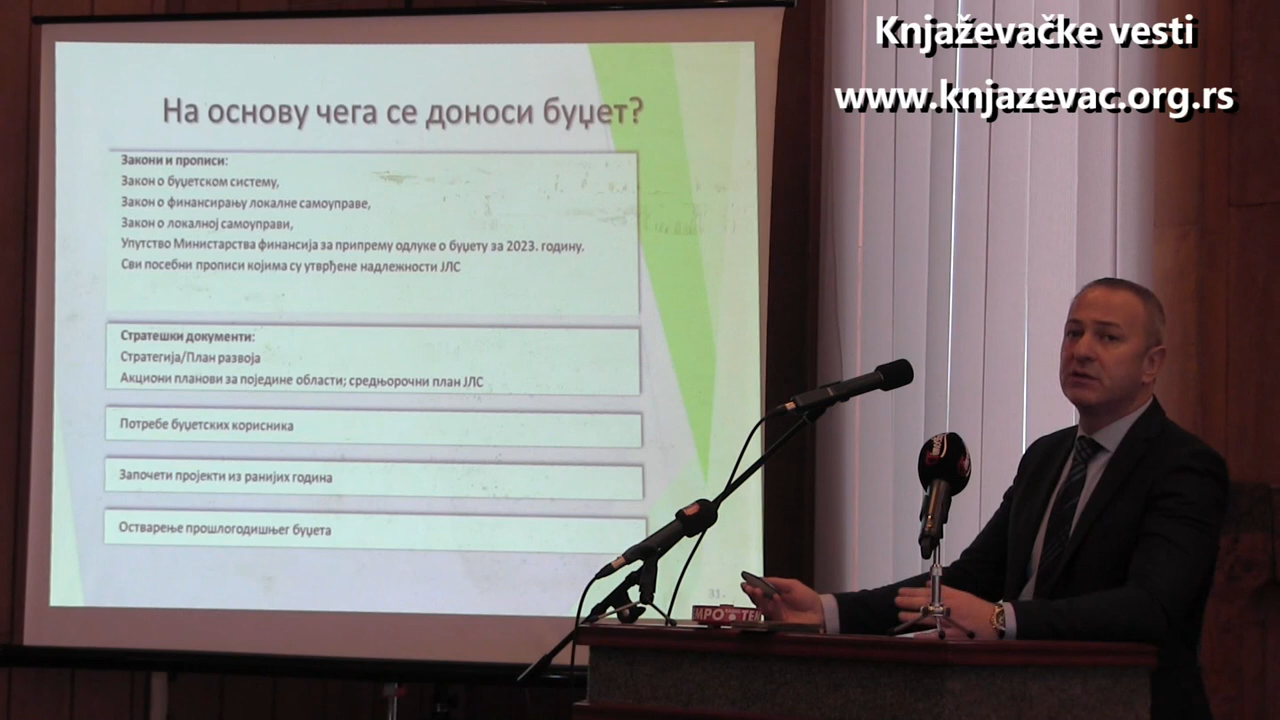 Knjaževačke vesti
www.knjazevac.org.rs
На основу чега се доноси буџет?
Закони и прописи:
Закон о буџетском систему,
Закон о финансирању локалне самоуправе,
Закон о локалној самоуправи,
Упутство Министарства финансија за припрему одлуке о буџету за 2023. годину.
Сви посебни прописи којима су утврђене надлежности ЈЛС
Стратешки документи:
Стратегија/План развоја
Акциони планови за поједине области; средњорочни план ЈЛС
Потребе буџетских корисника
Започети пројекти из ранијих година
Остварење прошлогодишњег буџета
31.